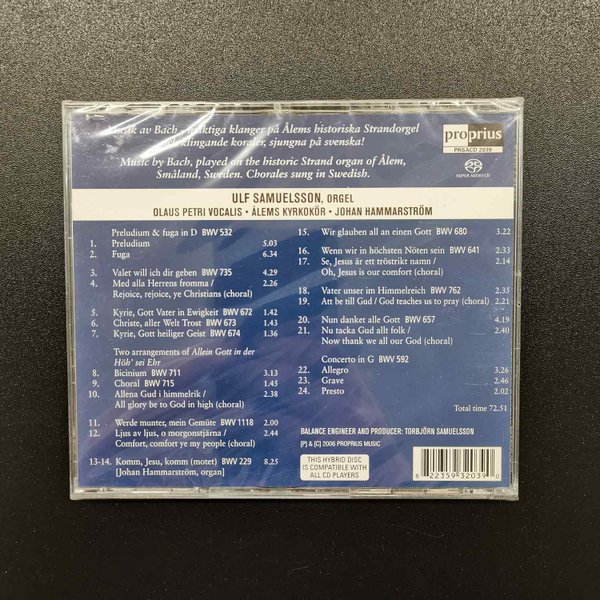 Musik av Bach - mäktiga klanger på Ålems historiska Strandorgel
och klingande koraler, sjungna på svenska!
Music by Bach, played on the historic Strand organ of Ålem,
Småland, Sweden. Chorales sung in Swedish.
proprius
PRSACD 2039
SUPER AUDIO CD
ULF SAMUELSSON, ORGEL
OLAUS PETRI VOCALIS · ÅLEMS KYRKOKÖR · JOHAN HAMMARSTRÖM
Preludium & fuga in D BWV 532
1. Preludium 5.03
2. Fuga 6.34
3. Valet will ich dir geben BWV 735 4.29
4. Med alla Herrens fromma / 2.26
Rejoice, rejoice, ye Christians (choral)
5. Kyrie, Gott Vater in Ewigkeit BWV 672 1.42
6. Christe, aller Welt Trost BWV 673 1.43
7. Kyrie, Gott heiliger Geist BWV 674 1.36
Two arrangements of Allein Gott in der
Höh' sei Ehr
8. Bicinium BWV 711 3.13
9. Choral BWV 715 1.45
10. Allena Gud i himmelrik / 2.38
All glory be to God in high (choral)
11. Werde munter, mein Gemüte BWV 1118 2.00
12. Ljus av ljus, o morgonstjärna / 2.44
Comfort, comfort ye my people (choral)
13-14. Komm, Jesu, komm (motet) BWV 229 8.25
[Johan Hammarström, organ]
15. Wir glauben all an einen Gott BWV 680 3.22
16. Wenn wir in höchsten Nöten sein BWV 641 2.33
17. Se, Jesus är ett tröstrikt namn / 2.14
Oh, Jesus is our comfort (choral)
18. Vater unser im Himmelreich BWV 762 2.35
19. Att be till Gud / God teaches us to pray (choral) 2.21
20. Nun danket alle Gott BWV 657 4.19
21. Nu tacka Gud allt folk / 2.40
Now thank we all our God (choral)
Concerto in G BWV 592
22. Allegro 3.26
23. Grave 2.46
24. Presto 2.02
Total time 72.51
BALANCE ENGINEER AND PRODUCER: TORBJÖRN SAMUELSSON
[P] & [C] 2006 PROPRIUS MUSIC
THIS HYBRID DISC
IS COMPATIBLE WITH
ALL CD PLAYERS
8 22359 32039 0